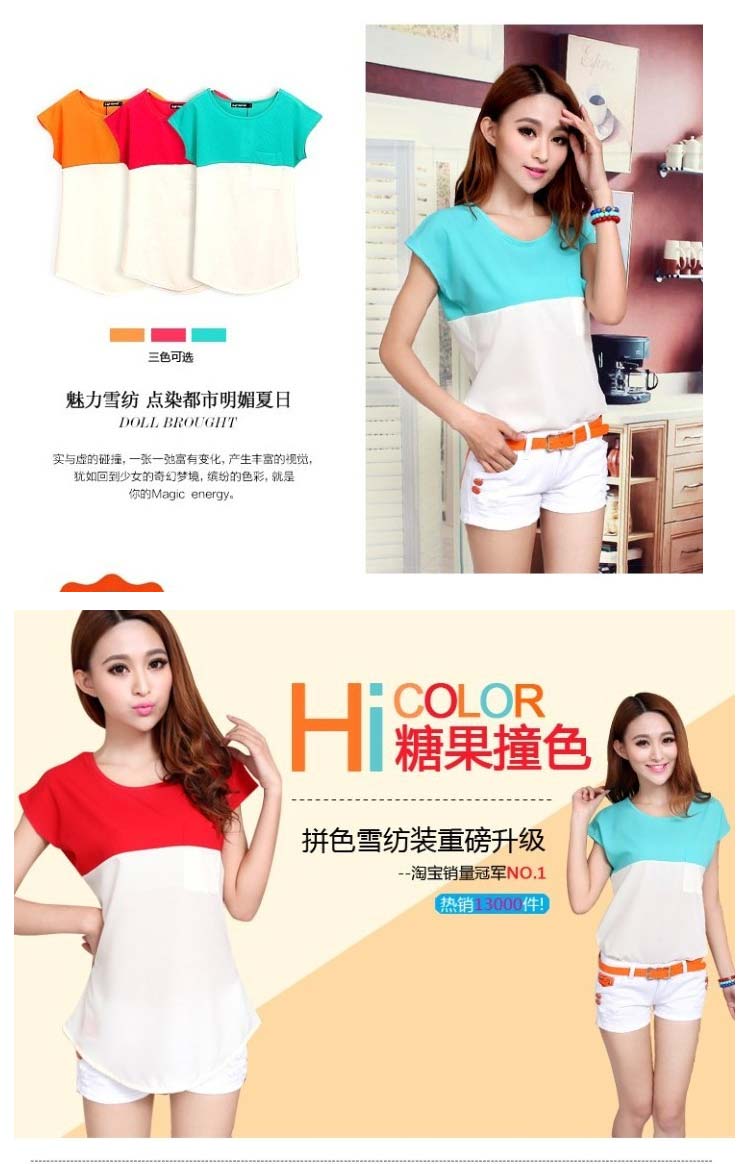 三色可选
魅力雪纺 点染都市明媚夏日
DOLL BROUGHT
实与虚的碰撞，一张一弛富有变化，产生丰富的视觉，
犹如回到少女的奇幻梦境，缤纷的色彩，就是
你的Magic energy。
Hi COLOR
糖果撞色
拼色雪纺装重磅升级
--淘宝销量冠军NO.1
热销13000件!